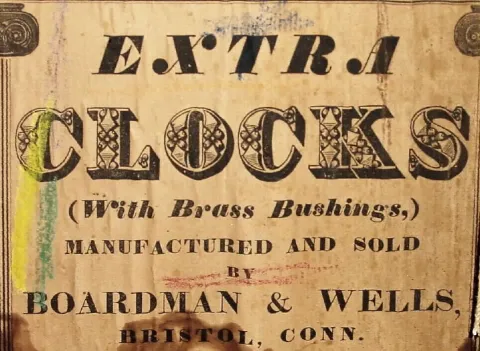 EXTRA
CLOCKS
(With Brass Bushings,)
MANUFACTURED AND SOLD
BY
BOARDMAN & WELLS,
BRISTOL, CONN.